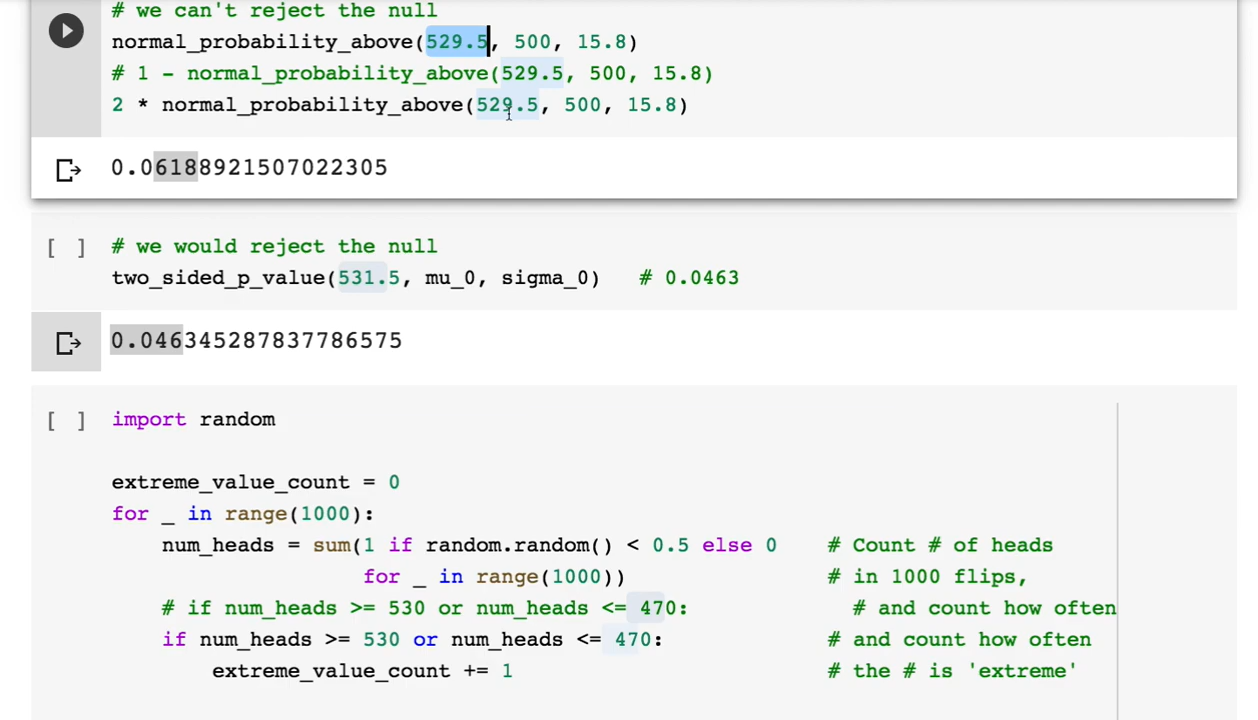 # we can't reject the null
normal_probability_above(529.5, 500, 15.8)
# 1 - normal_probability_above(529.5, 500, 15.8)
2 * normal_probability_above(529.5, 500, 15.8)
0.06188921507022305
[ ] # we would reject the null
two_sided_p_value(531.5, mu_0, sigma_0)   # 0.0463
0.046345287837786575
[ ] import random
extreme_value_count = 0
for _ in range(1000):
    num_heads = sum(1 if random.random() < 0.5 else 0    # Count # of heads
                    for _ in range(1000))                # in 1000 flips,
    # if num_heads >= 530 or num_heads <= 470:             # and count how often
    if num_heads >= 530 or num_heads <= 470:             # and count how often
        extreme_value_count += 1                         # the # is 'extreme'